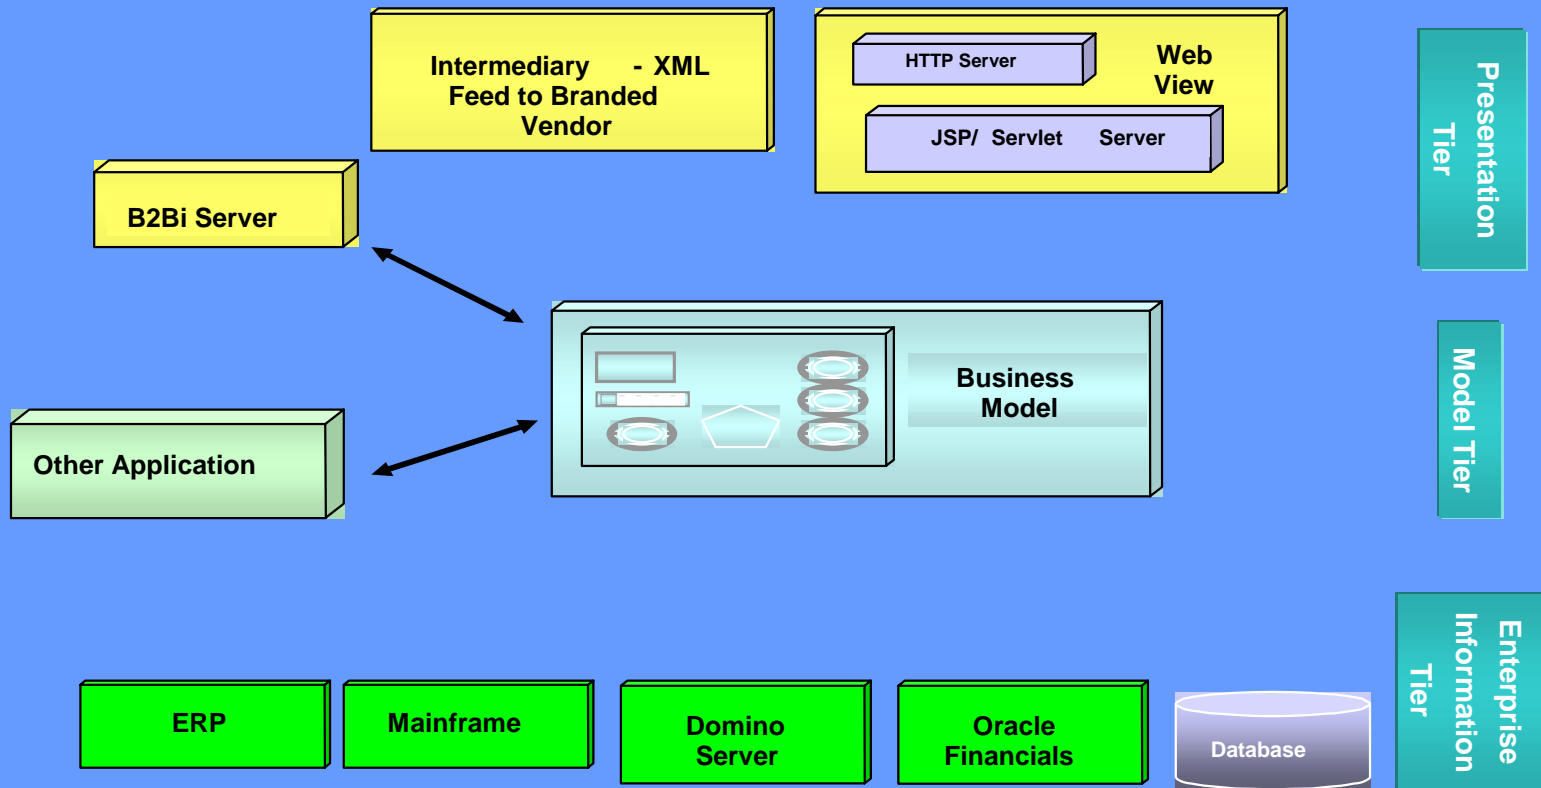 Intermediary - XML
Feed to Branded
Vendor
HTTP Server
Web
View
JSP/ Servlet Server
Presentation
Tier
B2Bi Server
Business
Model
Model Tier
Other Application
ERP
Mainframe
Domino
Server
Oracle
Financials
Database
Enterprise
Information
Tier